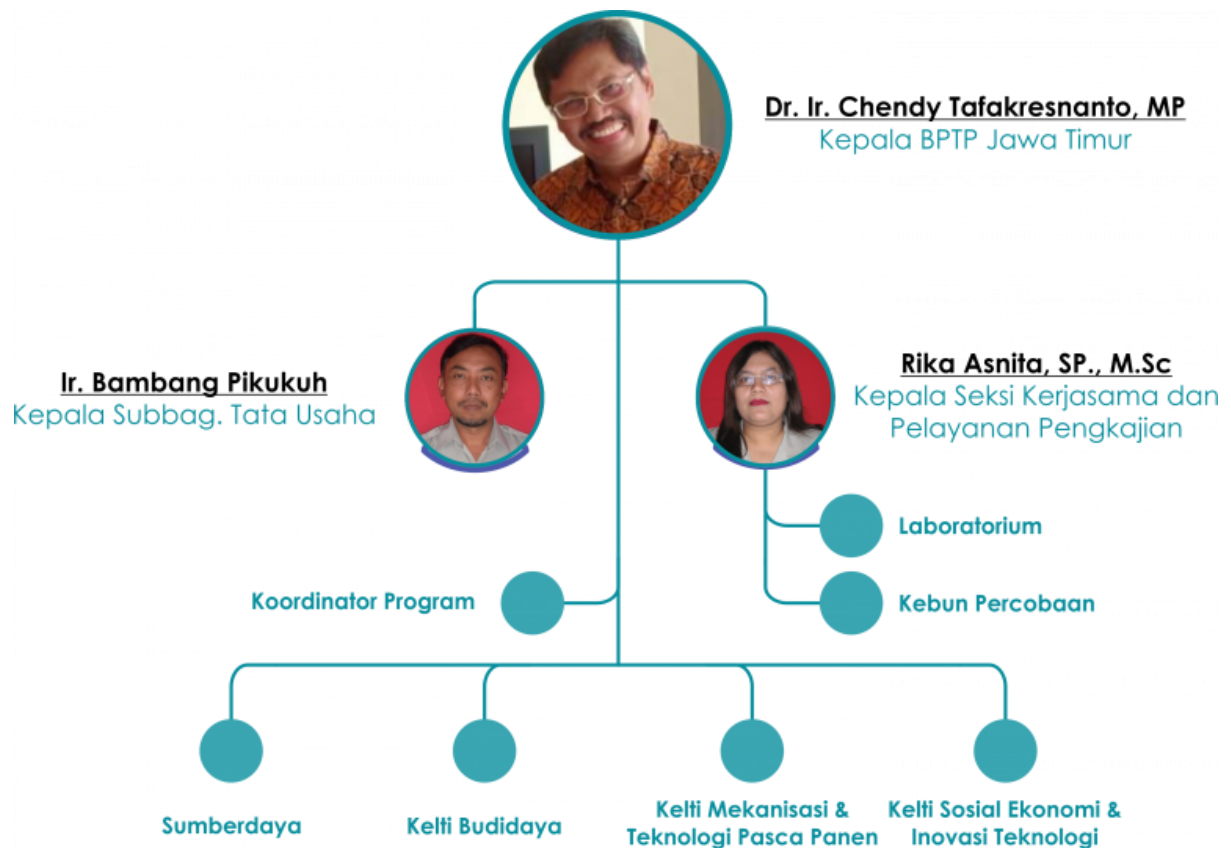 Dr. Ir. Chendy Tafakresnanto, MP
Kepala BPTP Jawa Timur
Ir. Bambang Pikukuh
Kepala Subbag. Tata Usaha
Rika Asnita, SP., M.Sc
Kepala Seksi Kerjasama dan
Pelayanan Pengkajian
Laboratorium
Koordinator Program
Kebun Percobaan
Sumberdaya
Kelti Budidaya
Kelti Mekanisasi &
Teknologi Pasca Panen
Kelti Sosial Ekonomi &
Inovasi Teknologi